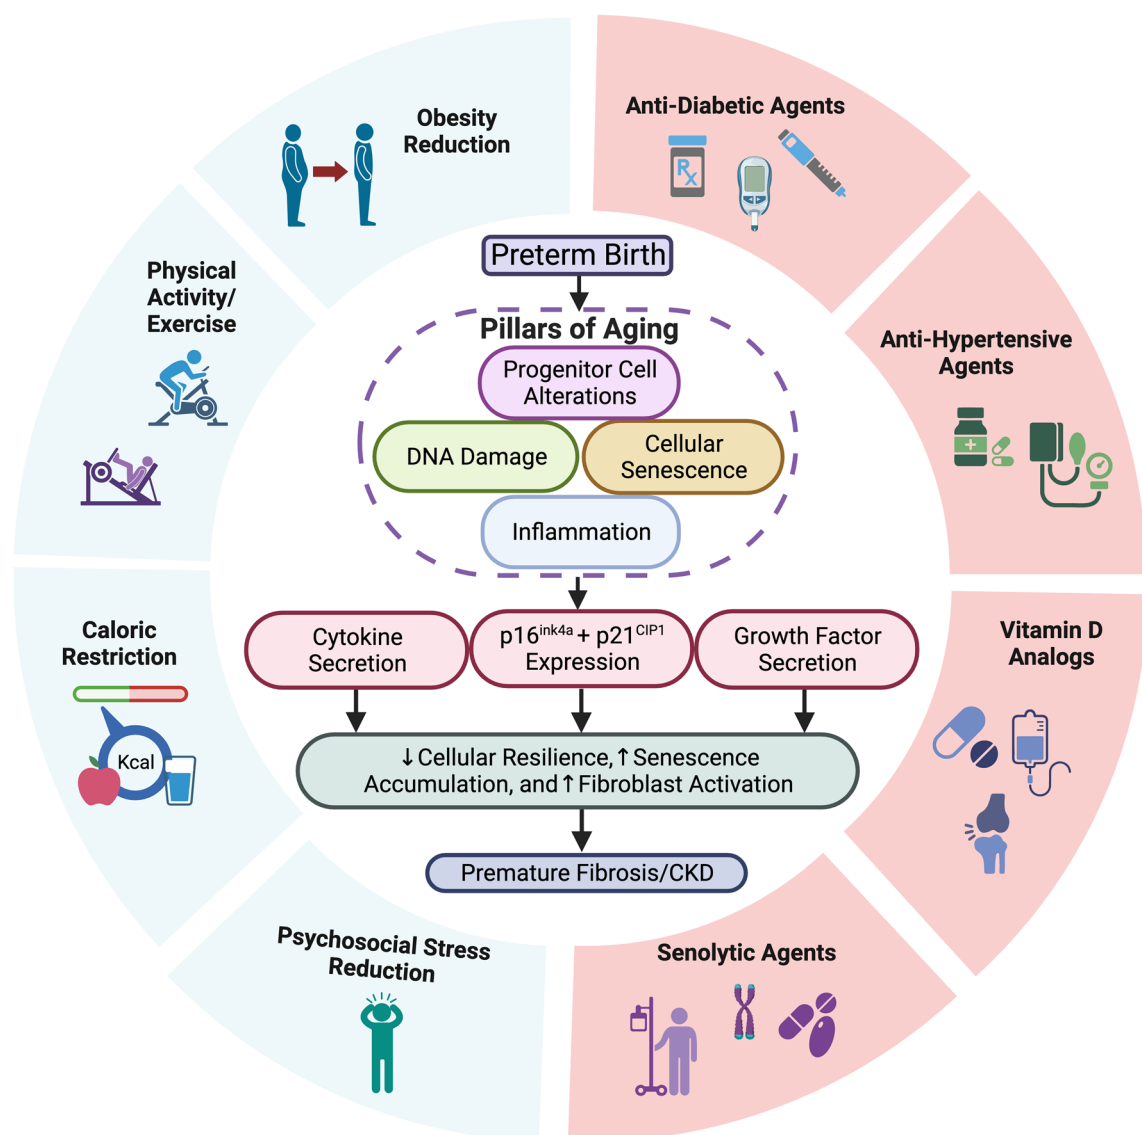 Obesity
Reduction
Anti-Diabetic Agents
Rx
Physical
Activity/
Exercise
Anti-Hypertensive
Agents
Caloric
Restriction
Kcal
Vitamin D
Analogs
Psychosocial Stress
Reduction
Senolytic Agents
Preterm Birth
Pillars of Aging
Progenitor Cell
Alterations
DNA Damage
Cellular
Senescence
Inflammation
Cytokine
Secretion
p16ink4a + p21CIP1
Expression
Growth Factor
Secretion
↓Cellular Resilience,↑Senescence
Accumulation, and↑Fibroblast Activation
Premature Fibrosis/CKD